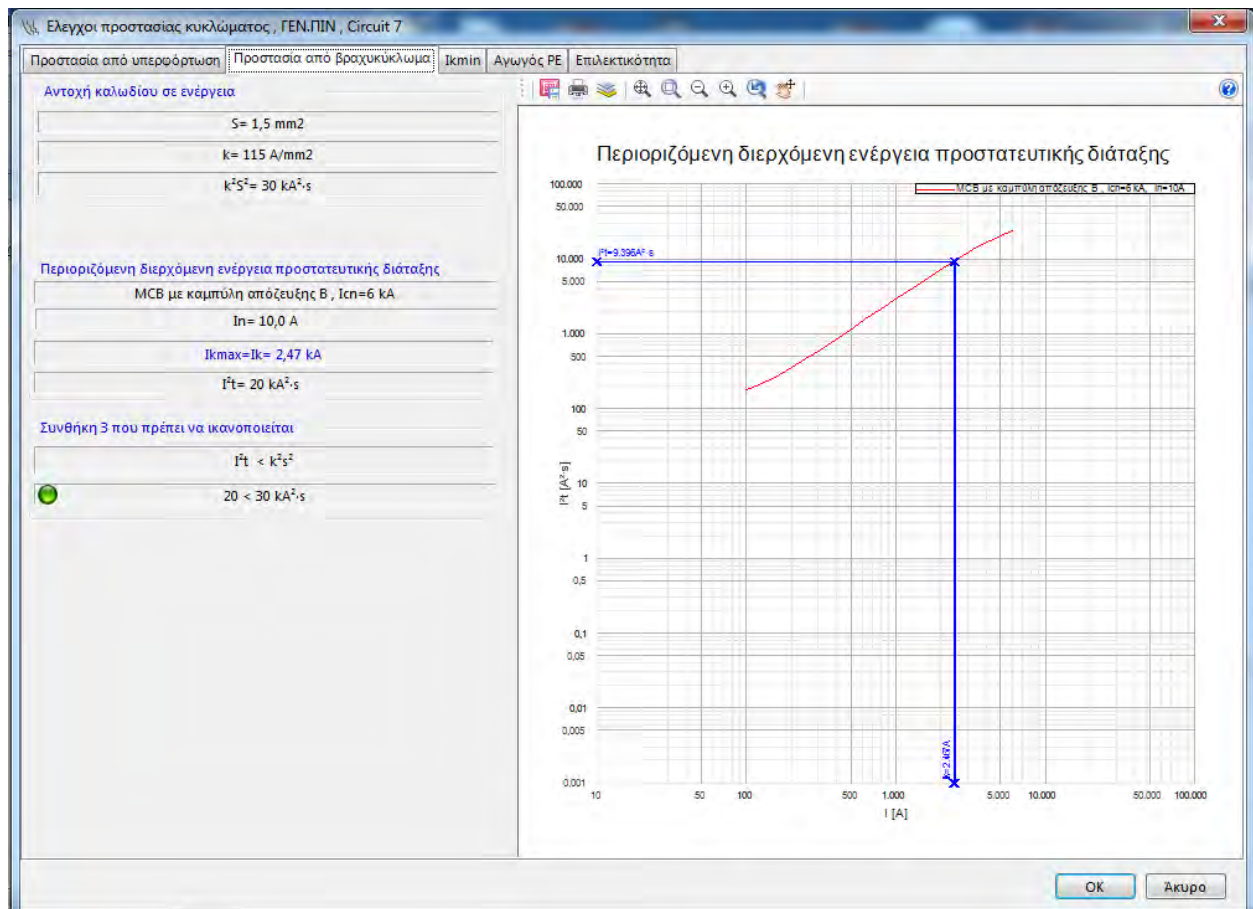 Ελεγχοι προστασίας κυκλώματος , ΓΕΝ.ΠΙΝ , Circuit 7
Προστασία από υπερφόρτωση Προστασία από βραχυκύκλωμα Ikmin Αγωγός PE Επιλεκτικότητα
Αντοχή καλωδίου σε ενέργεια
S= 1,5 mm2
k= 115 A/mm2
k²S²= 30 kA²·s
Περιοριζόμενη διερχόμενη ενέργεια προστατευτικής διάταξης
MCB με καμπύλη απόζευξης B , Icn=6 kA
In= 10,0 A
Ikmax=Ik= 2,47 kA
I²t= 20 kA²·s
Συνθήκη 3 που πρέπει να ικανοποιείται
I²t < k²s²
20 < 30 kA²·s
Περιοριζόμενη διερχόμενη ενέργεια προστατευτικής διάταξης
MCB με καμπύλη απόζευξης B , Icn=6 kA, In=10A
100.000
50.000
I²t=9.396A² s
10.000
5.000
1.000
500
100
50
I²t [A²·s]
10
5
1
0,5
0,1
0,05
0,01
0,005
0,001
Ik=2.467A
10 50 100 500 1.000 5.000 10.000 50.000 100.000
I [A]
OK Άκυρο